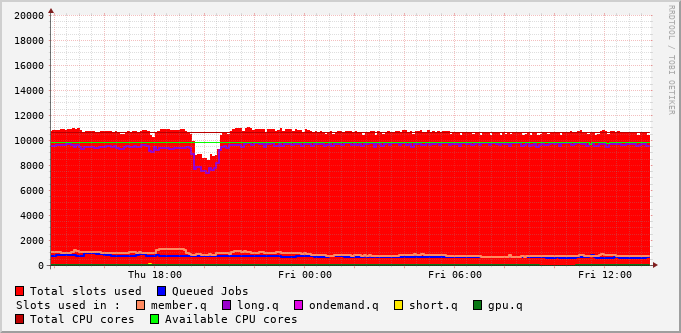 20000
18000
16000
14000
12000
10000
8000
6000
4000
2000
0
Thu 18:00 Fri 00:00 Fri 06:00 Fri 12:00
RRDTOOL / TOBI OETIKER
Total slots used Queued Jobs
Slots used in : member.q long.q ondemand.q short.q gpu.q
Total CPU cores Available CPU cores